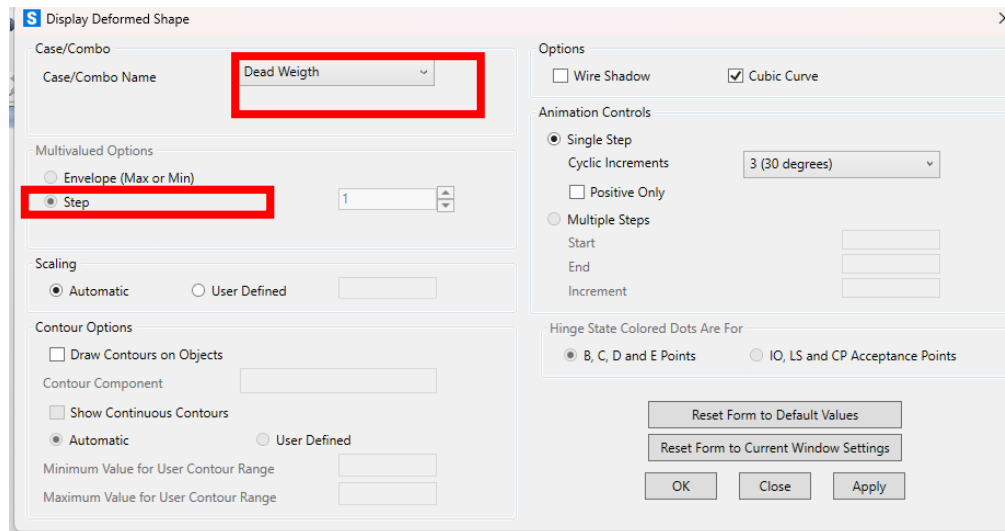 S Display Deformed Shape
Case/Combo
Case/Combo Name
Dead Weigth
Multivalued Options
Envelope (Max or Min)
Step
1
Scaling
Automatic
User Defined
Contour Options
Draw Contours on Objects
Contour Component
Show Continuous Contours
Automatic
User Defined
Minimum Value for User Contour Range
Maximum Value for User Contour Range
Options
Wire Shadow
Cubic Curve
Animation Controls
Single Step
Cyclic Increments
3 (30 degrees)
Positive Only
Multiple Steps
Start
End
Increment
Hinge State Colored Dots Are For
B, C, D and E Points
IO, LS and CP Acceptance Points
Reset Form to Default Values
Reset Form to Current Window Settings
OK
Close
Apply